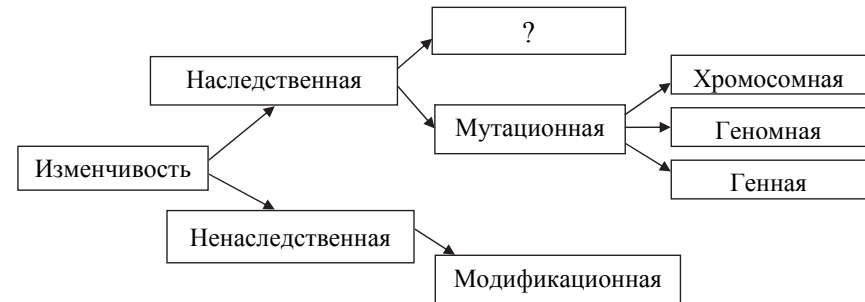 ?
Наследственная
Хромосомная
Мутационная
Геномная
Изменчивость
Генная
Ненаследственная
Модификационная